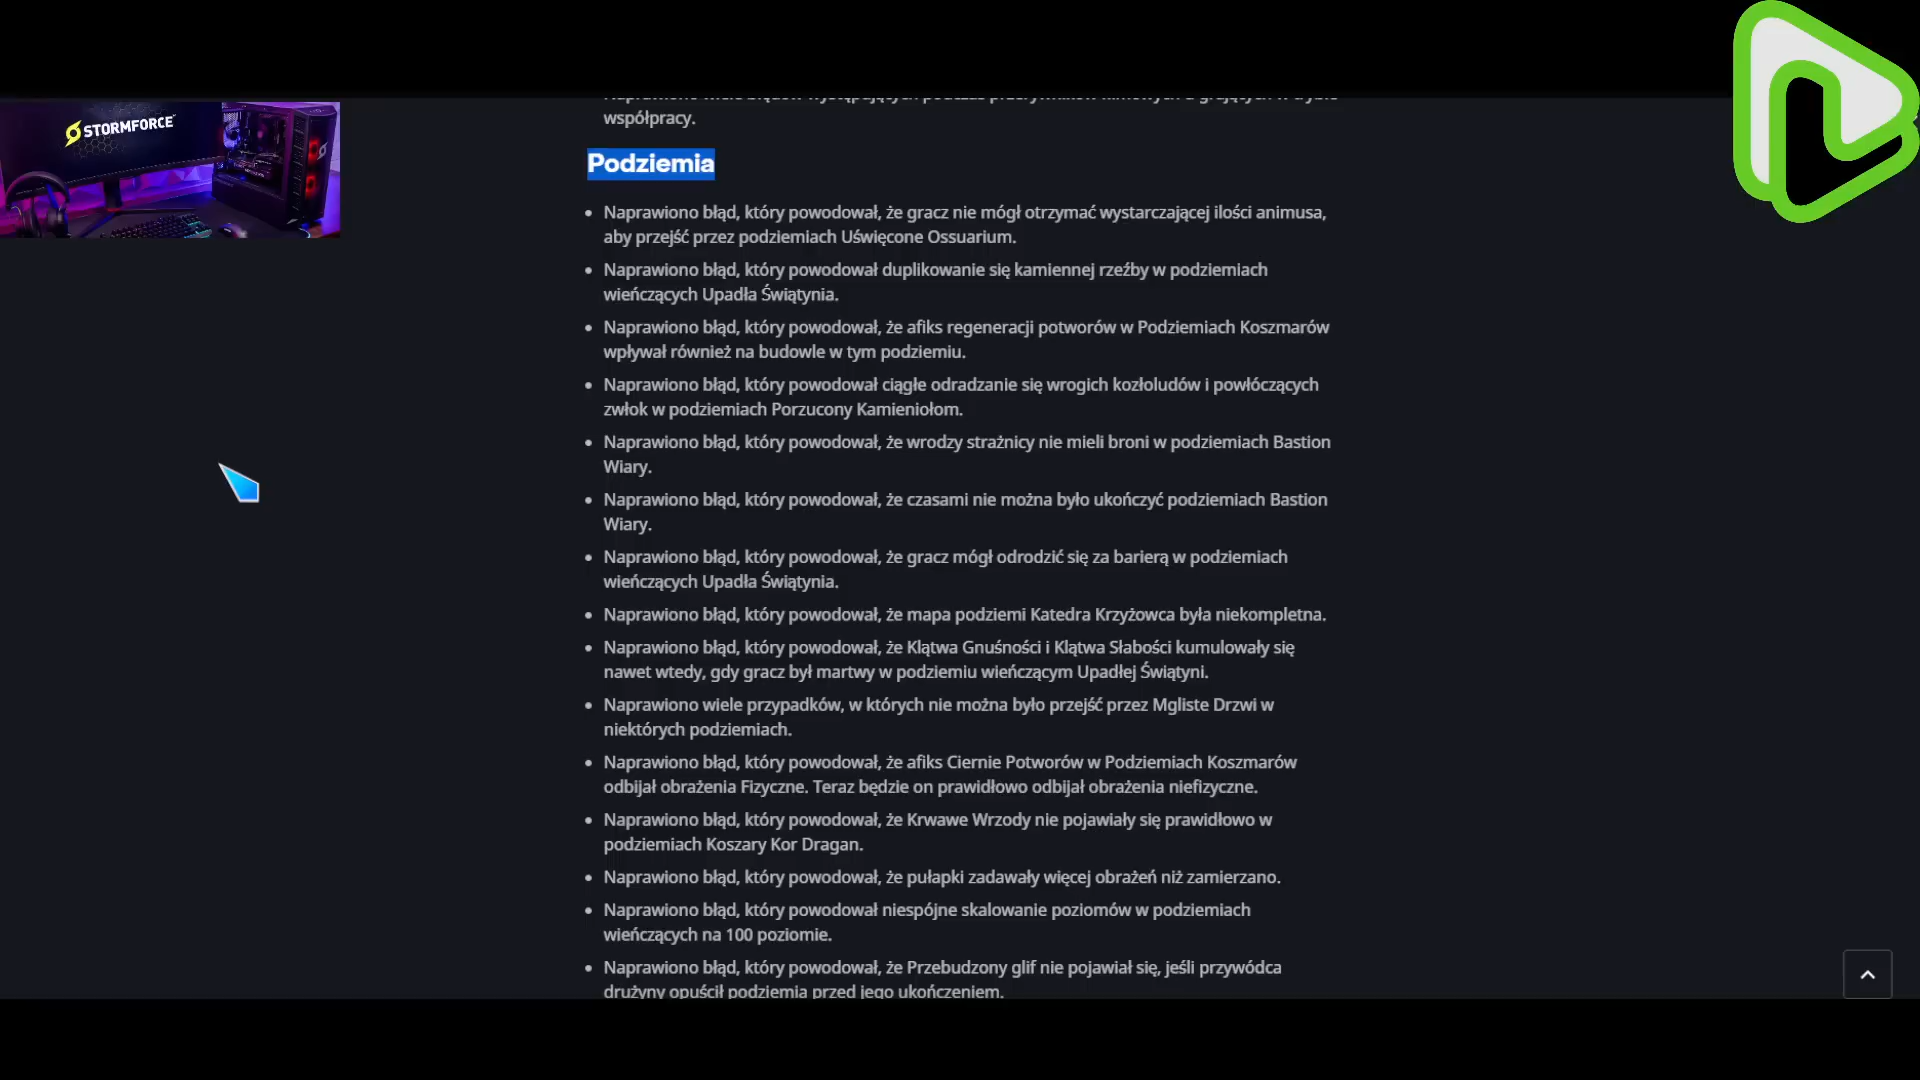 STORMFORCE
Naprawiono wiele błędów występujących podczas przerywników filmowych u grających w trybie
współpracy.
Podziemia
Naprawiono błąd, który powodował, że gracz nie mógł otrzymać wystarczającej ilości animusa,
aby przejść przez podziemiach Uświęcone Ossuarium.
Naprawiono błąd, który powodował duplikowanie się kamiennej rzeźby w podziemiach
wieńczących Upadła Świątynia.
Naprawiono błąd, który powodował, że afiks regeneracji potworów w Podziemiach Koszmarów
wpływał również na budowle w tym podziemiu.
Naprawiono błąd, który powodował ciągłe odradzanie się wrogich kozłoludów i powłóczących
zwłok w podziemiach Porzucony Kamieniołom.
Naprawiono błąd, który powodował, że wrodzy strażnicy nie mieli broni w podziemiach Bastion
Wiary.
Naprawiono błąd, który powodował, że czasami nie można było ukończyć podziemiach Bastion
Wiary.
Naprawiono błąd, który powodował, że gracz mógł odrodzić się za barierą w podziemiach
wieńczących Upadła Świątynia.
Naprawiono błąd, który powodował, że mapa podziemi Katedra Krzyżowca była niekompletna.
Naprawiono błąd, który powodował, że Klątwa Gnuśności i Klątwa Słabości kumulowały się
nawet wtedy, gdy gracz był martwy w podziemiu wieńczącym Upadłej Świątyni.
Naprawiono wiele przypadków, w których nie można było przejść przez Mgliste Drzwi w
niektórych podziemiach.
Naprawiono błąd, który powodował, że afiks Ciernie Potworów w Podziemiach Koszmarów
odbijał obrażenia Fizyczne. Teraz będzie on prawidłowo odbijał obrażenia niefizyczne.
Naprawiono błąd, który powodował, że Krwawe Wrzody nie pojawiały się prawidłowo w
podziemiach Koszary Kor Dragan.
Naprawiono błąd, który powodował, że pułapki zadawały więcej obrażeń niż zamierzano.
Naprawiono błąd, który powodował niespójne skalowanie poziomów w podziemiach
wieńczących na 100 poziomie.
Naprawiono błąd, który powodował, że Przebudzony glif nie pojawiał się, jeśli przywódca
drużyny opuścił podziemia przed jego ukończeniem.